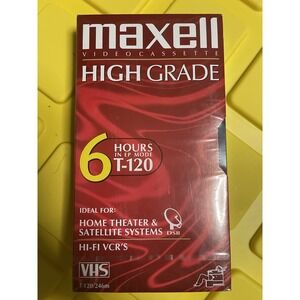 maxell
VIDEOCASSETTE
HIGH GRADE
6 HOURS
IN EP MODE
T-120
IDEAL FOR:
HOME THEATER &
SATELLITE SYSTEMS
HI-FI VCR'S
VHS
T-120/246m